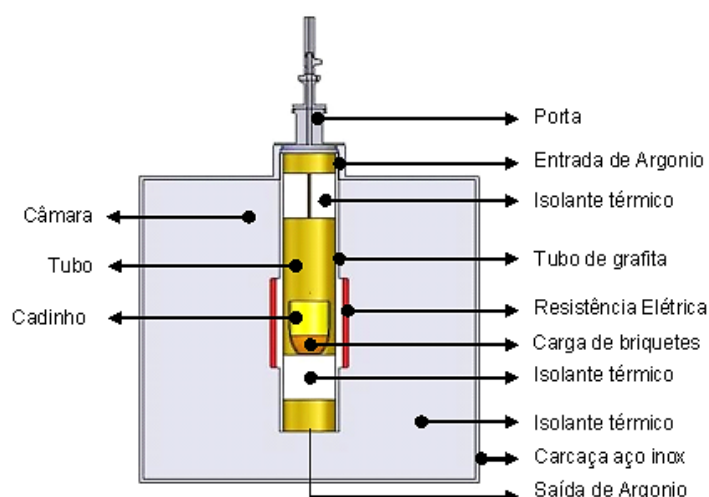 Porta
Entrada de Argonio
Isolante térmico
Câmara
Tubo
Tubo de grafita
Resistência Elétrica
Cadinho
Carga de briquetes
Isolante térmico
Isolante térmico
Carcaça aço inox
Saída de Argonio